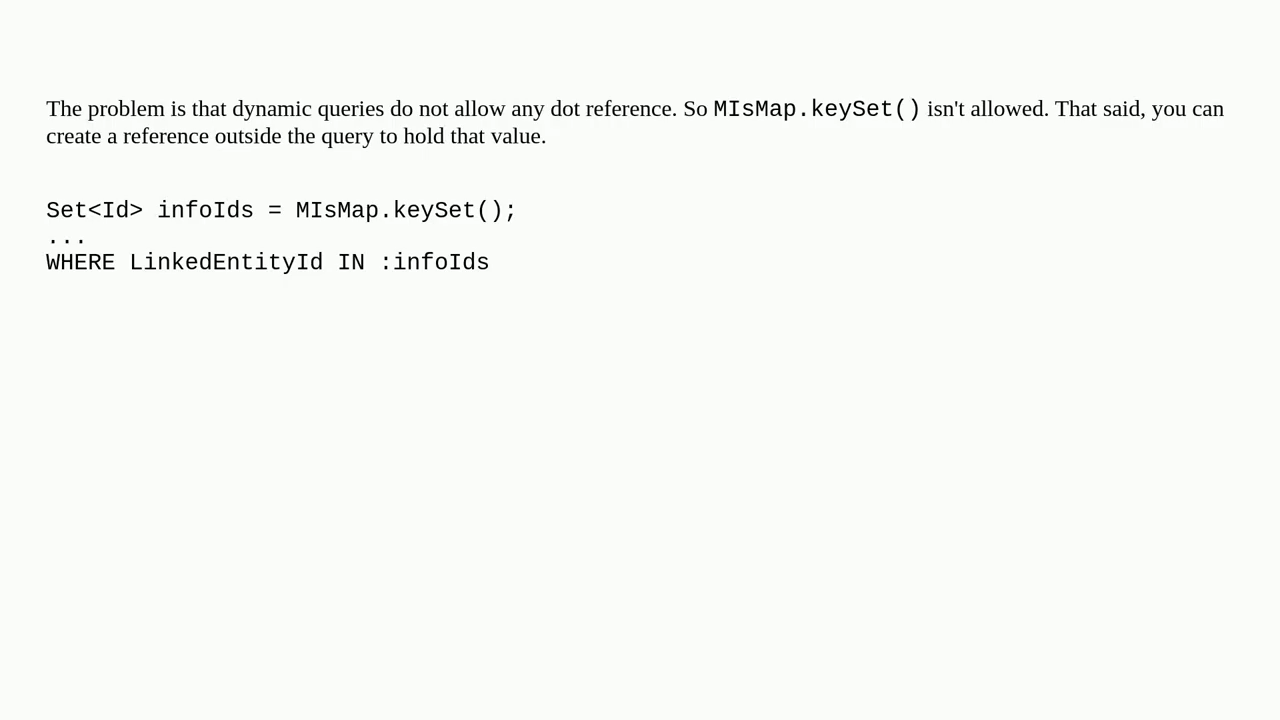 The problem is that dynamic queries do not allow any dot reference. So MIsMap.keySet() isn't allowed. That said, you can
create a reference outside the query to hold that value.
Set<Id> infoIds = MIsMap.keySet();
...
WHERE LinkedEntityId IN :infoIds